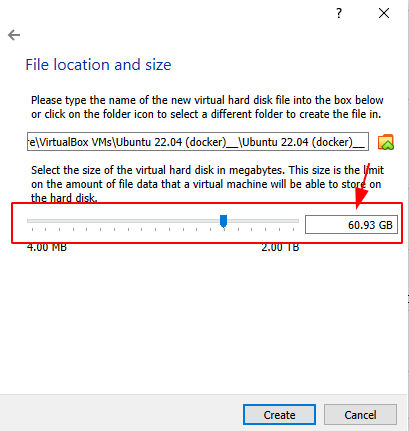 ?
File location and size
Please type the name of the new virtual hard disk file into the box below
or click on the folder icon to select a different folder to create the file in.
e\VirtualBox VMs\Ubuntu 22.04 (docker)__\Ubuntu 22.04 (docker)__
Select the size of the virtual hard disk in megabytes. This size is the limit
on the amount of file data that a virtual machine will be able to store on
the hard disk.
60.93 GB
4.00 MB 2.00 TB
Create Cancel